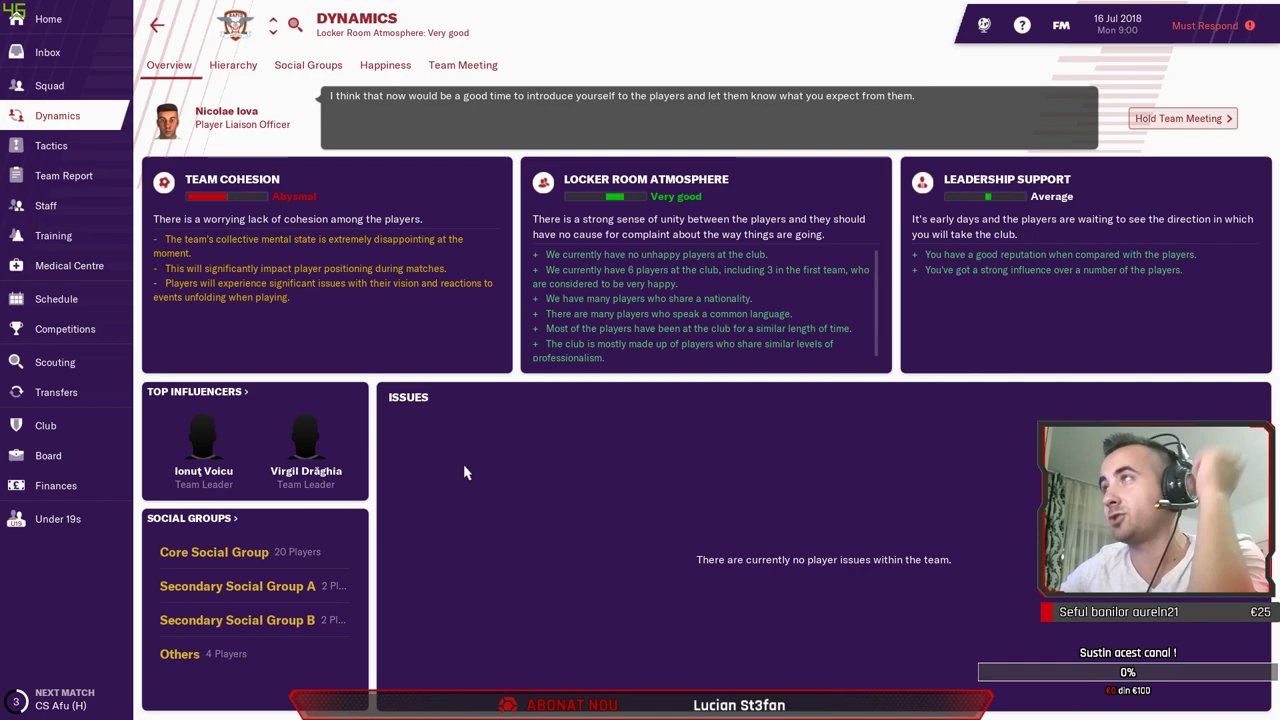 45
Home
Inbox
Squad
Dynamics
Tactics
Team Report
Staff
Training
Medical Centre
Schedule
Competitions
Scouting
Transfers
Club
Board
Finances
U19
Under 19s
3
NEXT MATCH
CS Afu (H)
DYNAMICS
Locker Room Atmosphere: Very good
?
FM
16 Jul 2018
Mon 9:00
Must Respond
Overview
Hierarchy
Social Groups
Happiness
Team Meeting
Nicolae Iova
Player Liaison Officer
I think that now would be a good time to introduce yourself to the players and let them know what you expect from them.
Hold Team Meeting >
TEAM COHESION
Abysmal
There is a worrying lack of cohesion among the players.
- The team's collective mental state is extremely disappointing at the
moment.
- This will significantly impact player positioning during matches.
- Players will experience significant issues with their vision and reactions to
events unfolding when playing.
LOCKER ROOM ATMOSPHERE
Very good
There is a strong sense of unity between the players and they should
have no cause for complaint about the way things are going.
+ We currently have no unhappy players at the club.
+ We currently have 6 players at the club, including 3 in the first team, who
are considered to be very happy.
+ We have many players who share a nationality.
+ There are many players who speak a common language.
+ Most of the players have been at the club for a similar length of time.
+ The club is mostly made up of players who share similar levels of
professionalism.
LEADERSHIP SUPPORT
Average
It's early days and the players are waiting to see the direction in which
you will take the club.
+ You have a good reputation when compared with the players.
+ You've got a strong influence over a number of the players.
TOP INFLUENCERS >
Ionuț Voicu
Team Leader
Virgil Drăghia
Team Leader
SOCIAL GROUPS >
Core Social Group 20 Players
Secondary Social Group A 2 Pl...
Secondary Social Group B 2 Pl...
Others 4 Players
ISSUES
There are currently no player issues within the team.
Seful banilor aureln21 €25
Sustin acest canal !
0%
€0 din €100
ABONAT NOU Lucian St3fan